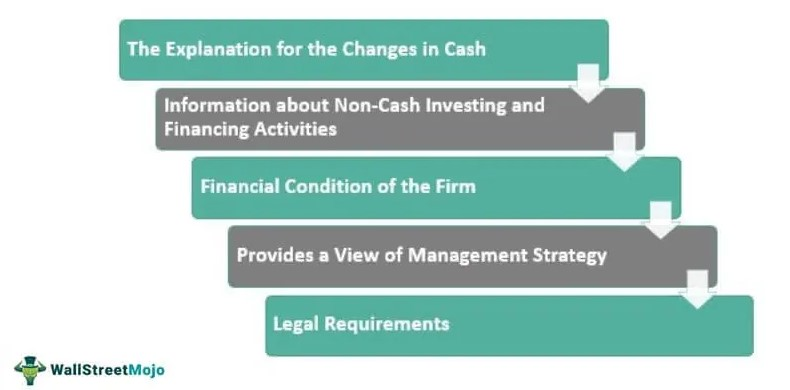 The Explanation for the Changes in Cash
Information about Non-Cash Investing and
Financing Activities
Financial Condition of the Firm
Provides a View of Management Strategy
Legal Requirements
WallStreetMojo